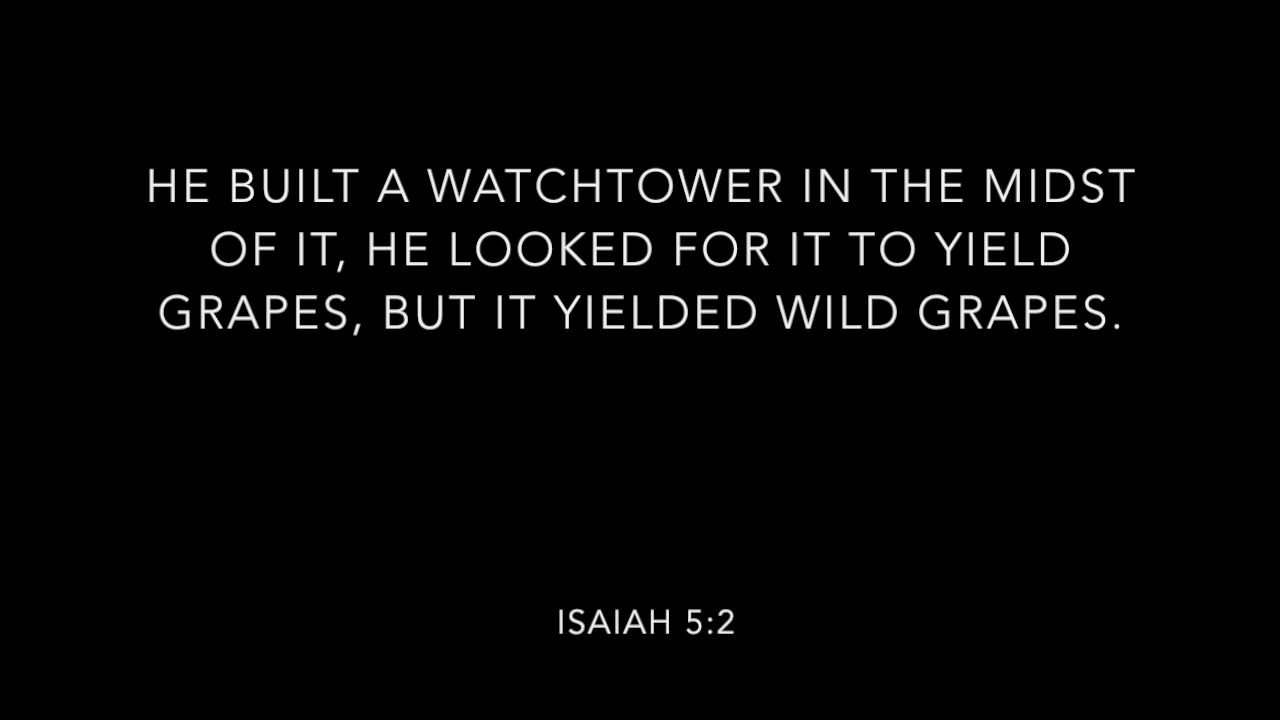 HE BUILT A WATCHTOWER IN THE MIDST
OF IT, HE LOOKED FOR IT TO YIELD
GRAPES, BUT IT YIELDED WILD GRAPES.
ISAIAH 5:2